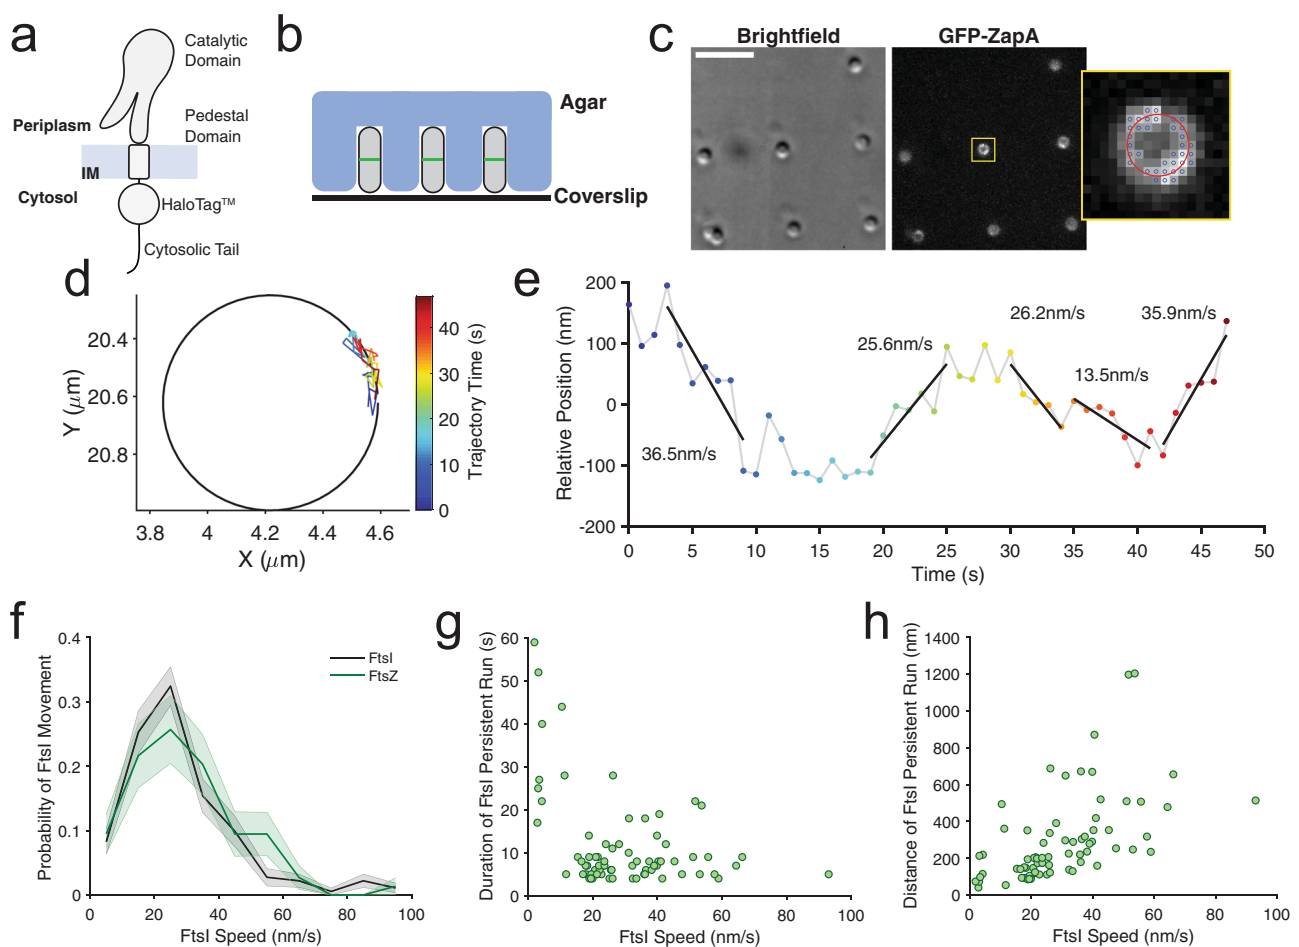 a
Catalytic
Domain
Periplasm
Pedestal
Domain
IM
Cytosol
HaloTag™
Cytosolic Tail
b
Agar
Coverslip
c
Brightfield
GFP-ZapA
d
Y (μm)
20.4
20.6
20.8
3.8
4
4.2
4.4
4.6
X (μm)
40
30
20
10
0
Trajectory Time (s)
e
Relative Position (nm)
200
100
0
-100
-200
36.5nm/s
25.6nm/s
26.2nm/s
13.5nm/s
35.9nm/s
0
5
10
15
20
25
30
35
40
45
50
Time (s)
f
Probability of FtsI Movement
0.4
0.3
0.2
0.1
0
FtsI
FtsZ
0
20
40
60
80
100
FtsI Speed (nm/s)
g
Duration of FtsI Persistent Run (s)
60
50
40
30
20
10
0
0
20
40
60
80
100
FtsI Speed (nm/s)
h
Distance of FtsI Persistent Run (nm)
1400
1200
1000
800
600
400
200
0
0
20
40
60
80
100
FtsI Speed (nm/s)